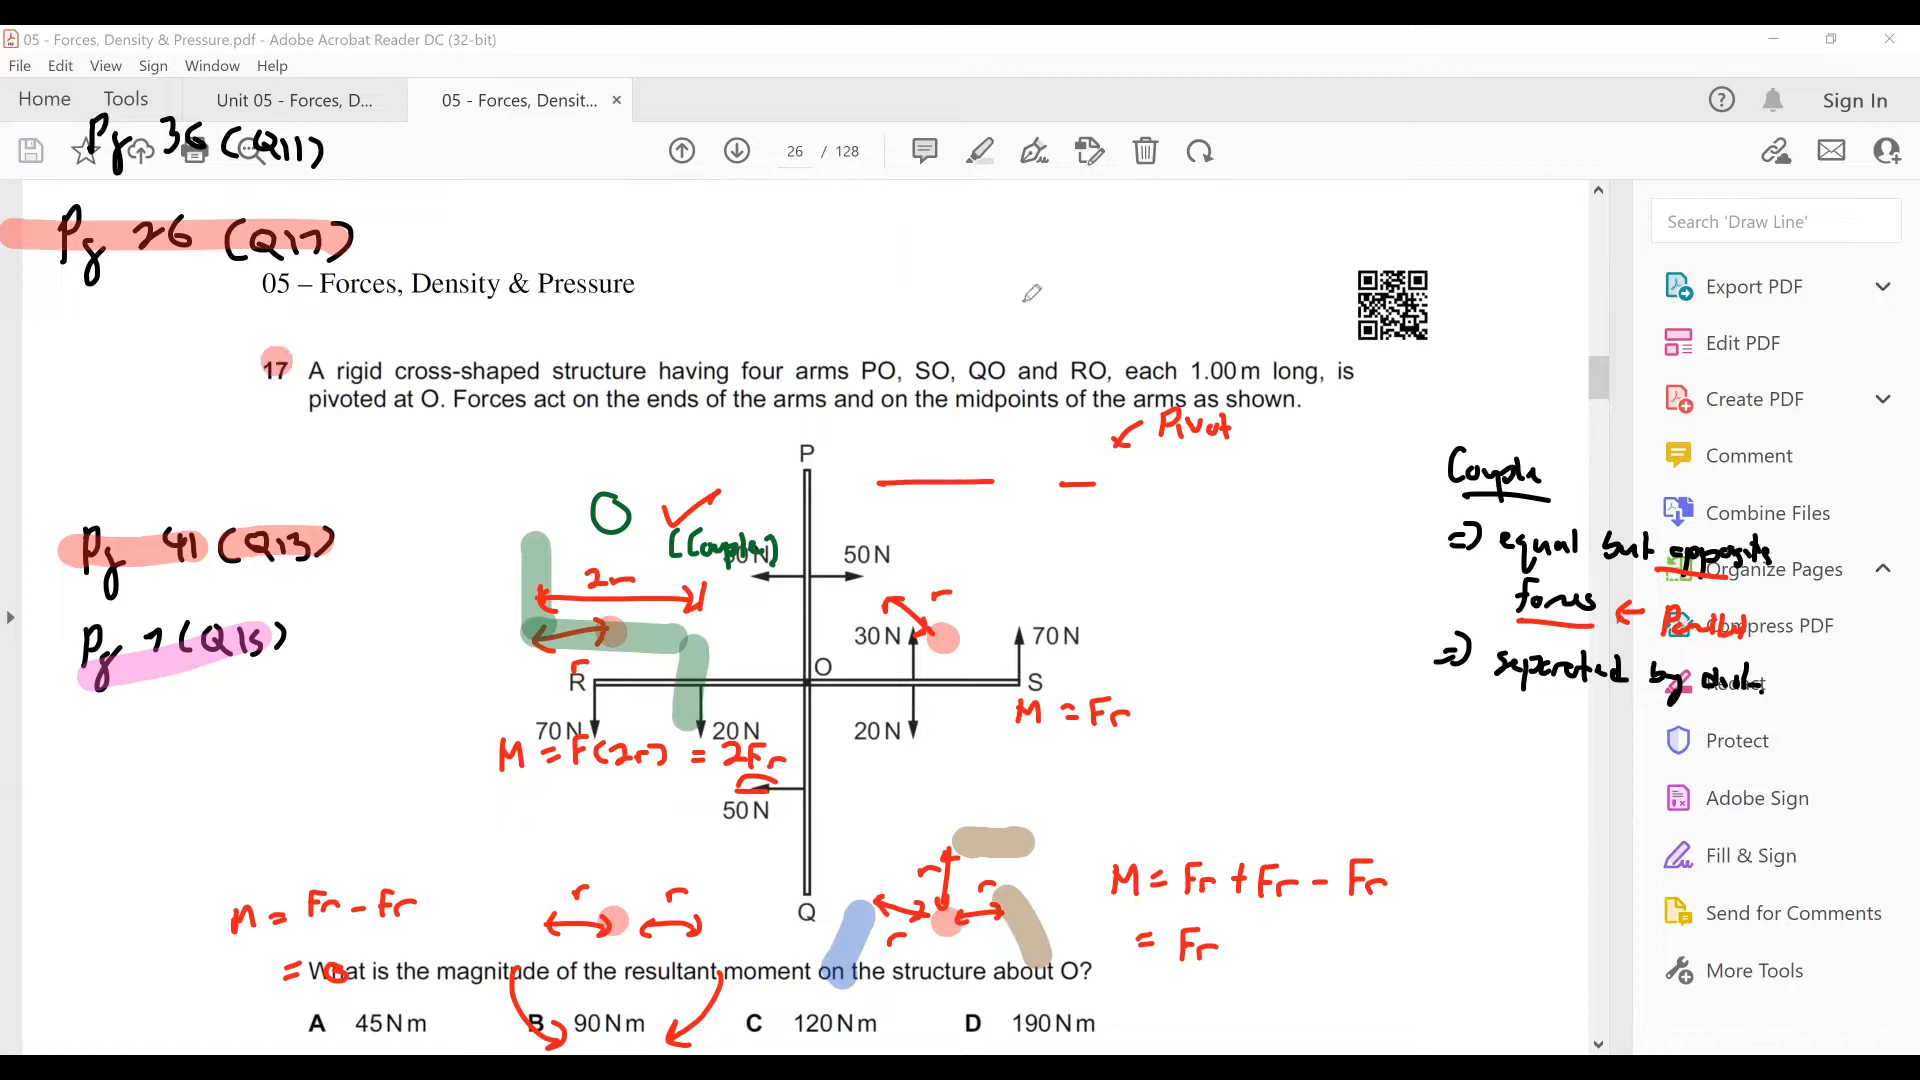 05 - Forces, Density & Pressure.pdf - Adobe Acrobat Reader DC (32-bit)
File Edit View Sign Window Help
Home Tools Unit 05 - Forces, D... 05 - Forces, Densit... × Sign In
Pg 36 (Q11)
26 / 128
Pg 26 (Q17)
Search 'Draw Line'
05 – Forces, Density & Pressure
Export PDF
Edit PDF
17 A rigid cross-shaped structure having four arms PO, SO, QO and RO, each 1.00 m long, is
pivoted at O. Forces act on the ends of the arms and on the midpoints of the arms as shown.
Create PDF
Pivot
P
Comment
Couple
Combine Files
O
(Couple)
50 N
Pg 41 (Q13)
=> equal but opposite
Organize Pages
forces ← Parallel
Compress PDF
2r
r
30 N
70 N
Pg 7 (Q15)
r
R
O
S
=> separated by
M = Fr
70 N
20 N
20 N
M = F(2r) = 2Fr
50 N
Protect
Adobe Sign
Fill & Sign
Send for Comments
More Tools
r
r
r
M = Fr + Fr - Fr
= Fr
M = Fr - Fr
= 0
r
r
Q
What is the magnitude of the resultant moment on the structure about O?
A 45 N m B 90 N m C 120 N m D 190 N m